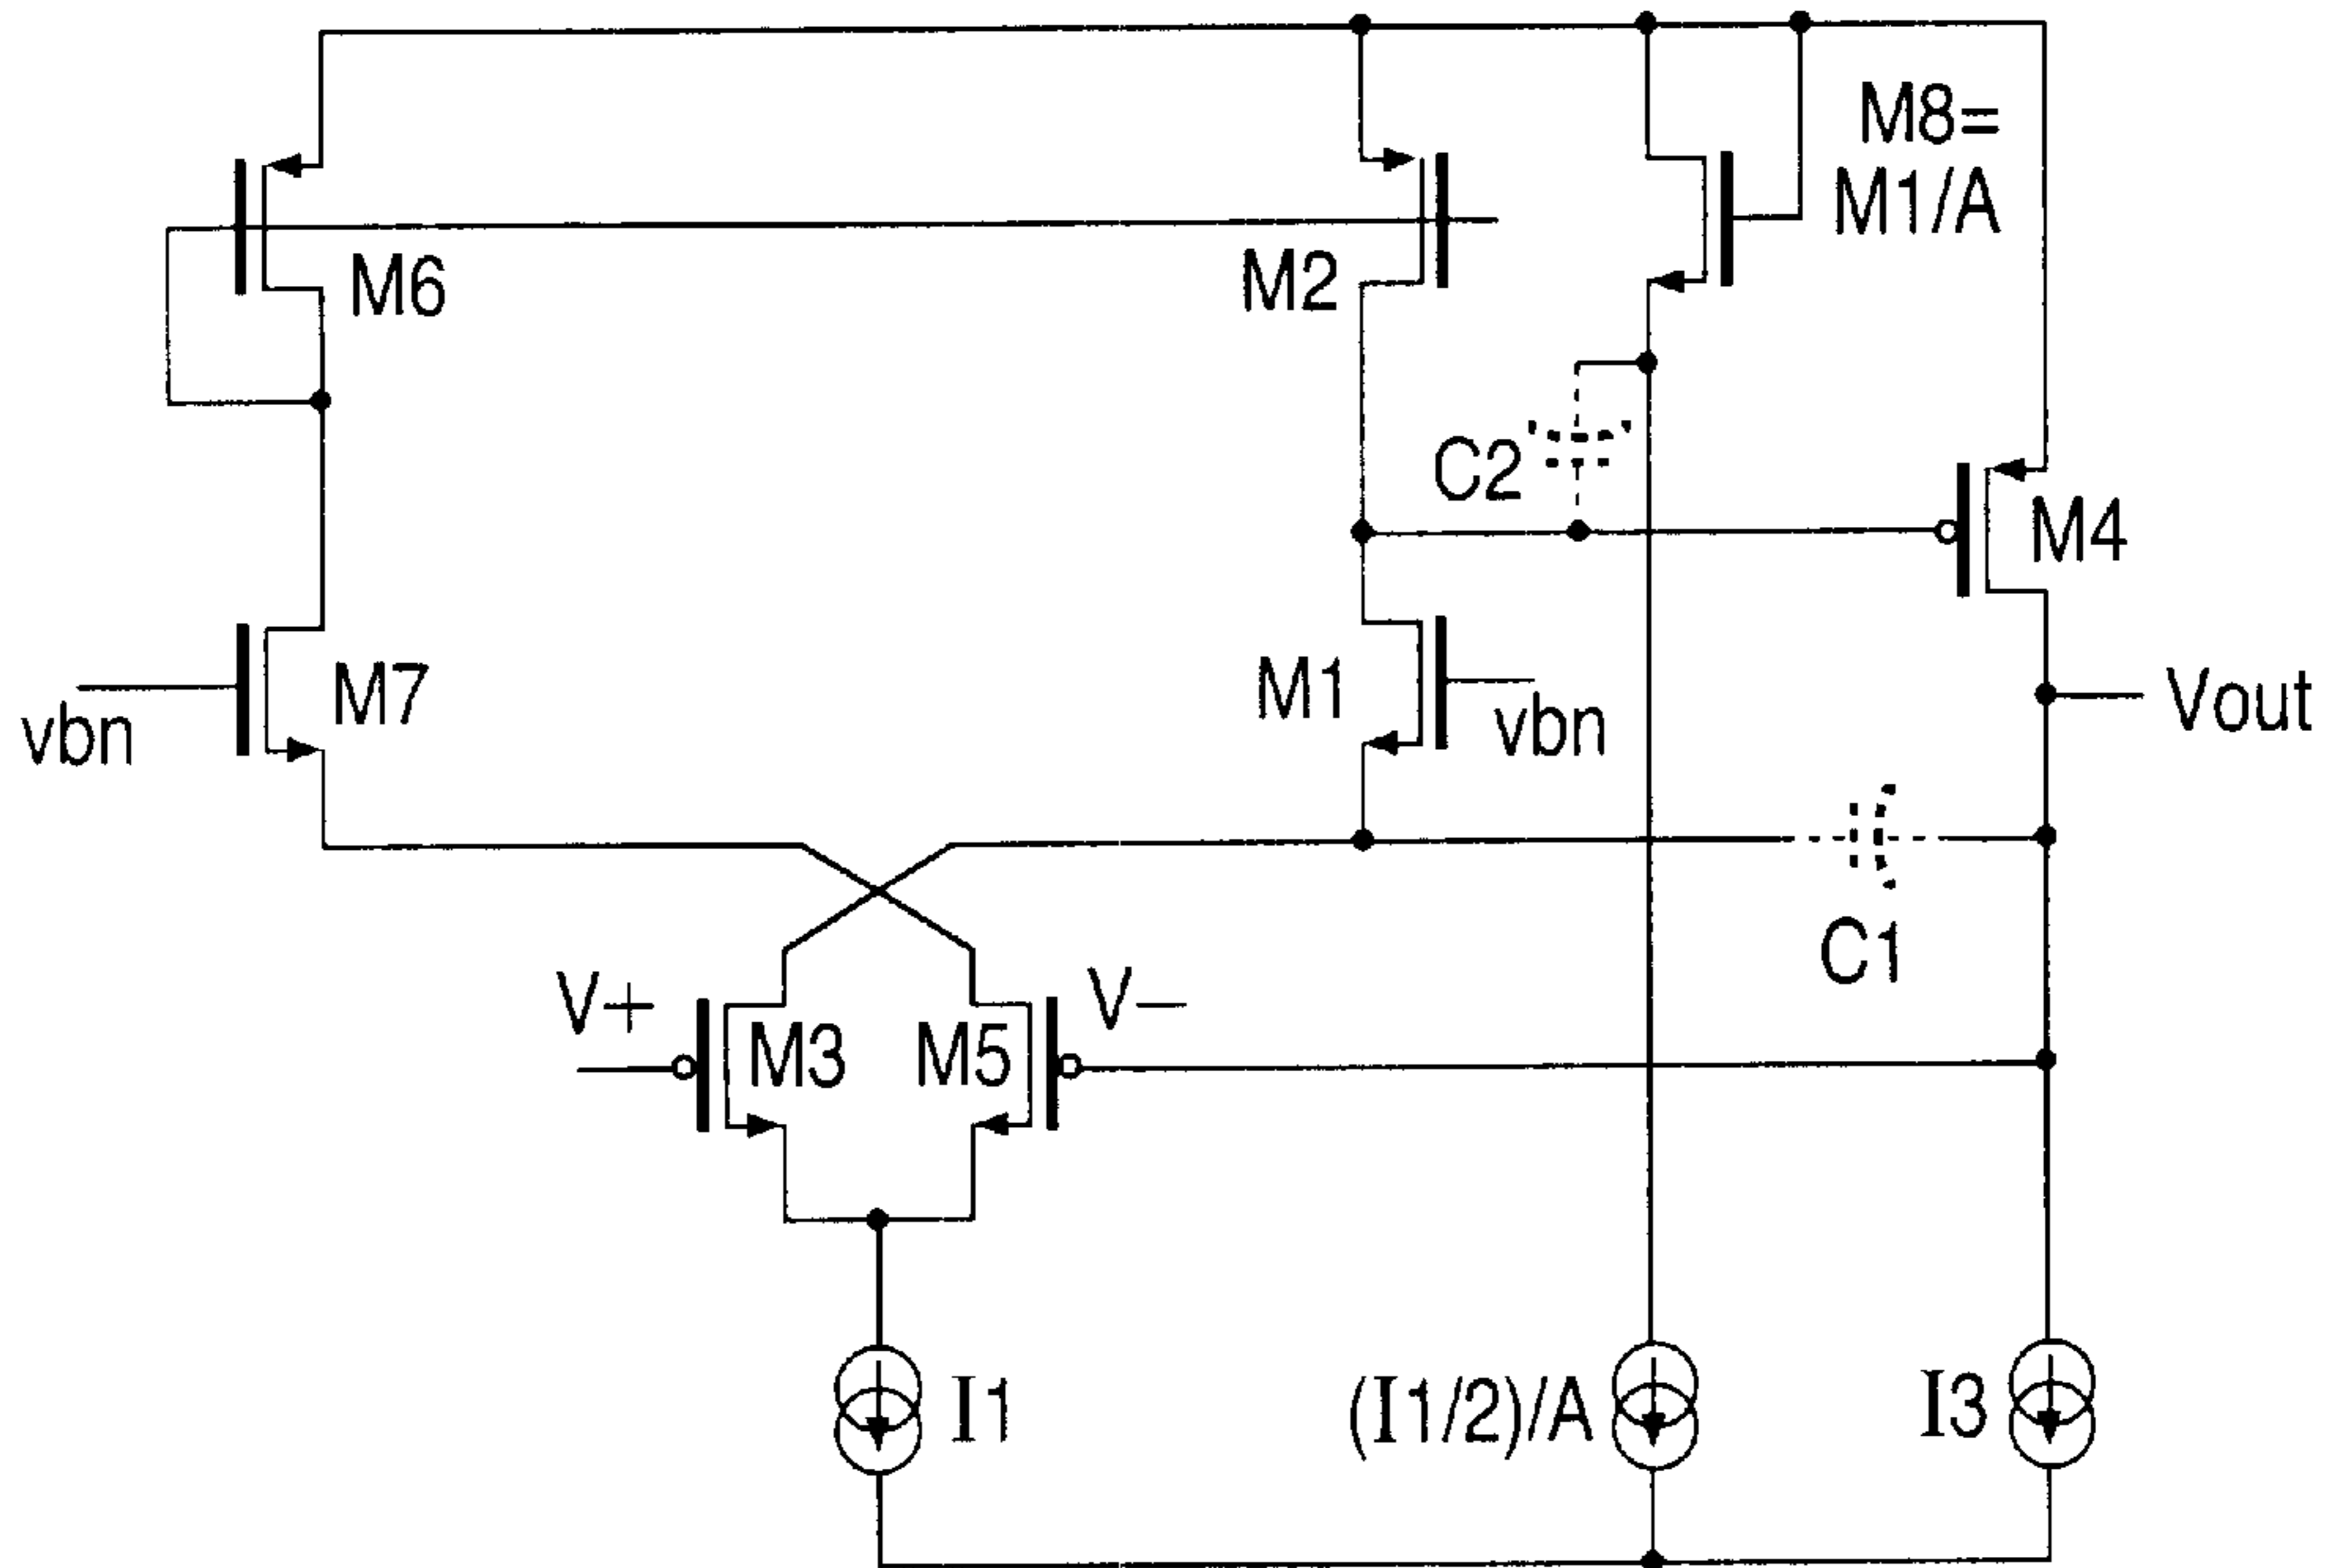 M8=
M1/A
M6
M2
C2
M4
M7
vbn
M1
vbn
Vout
C1
V+
V−
M3
M5
I1
(I1/2)/A
I3